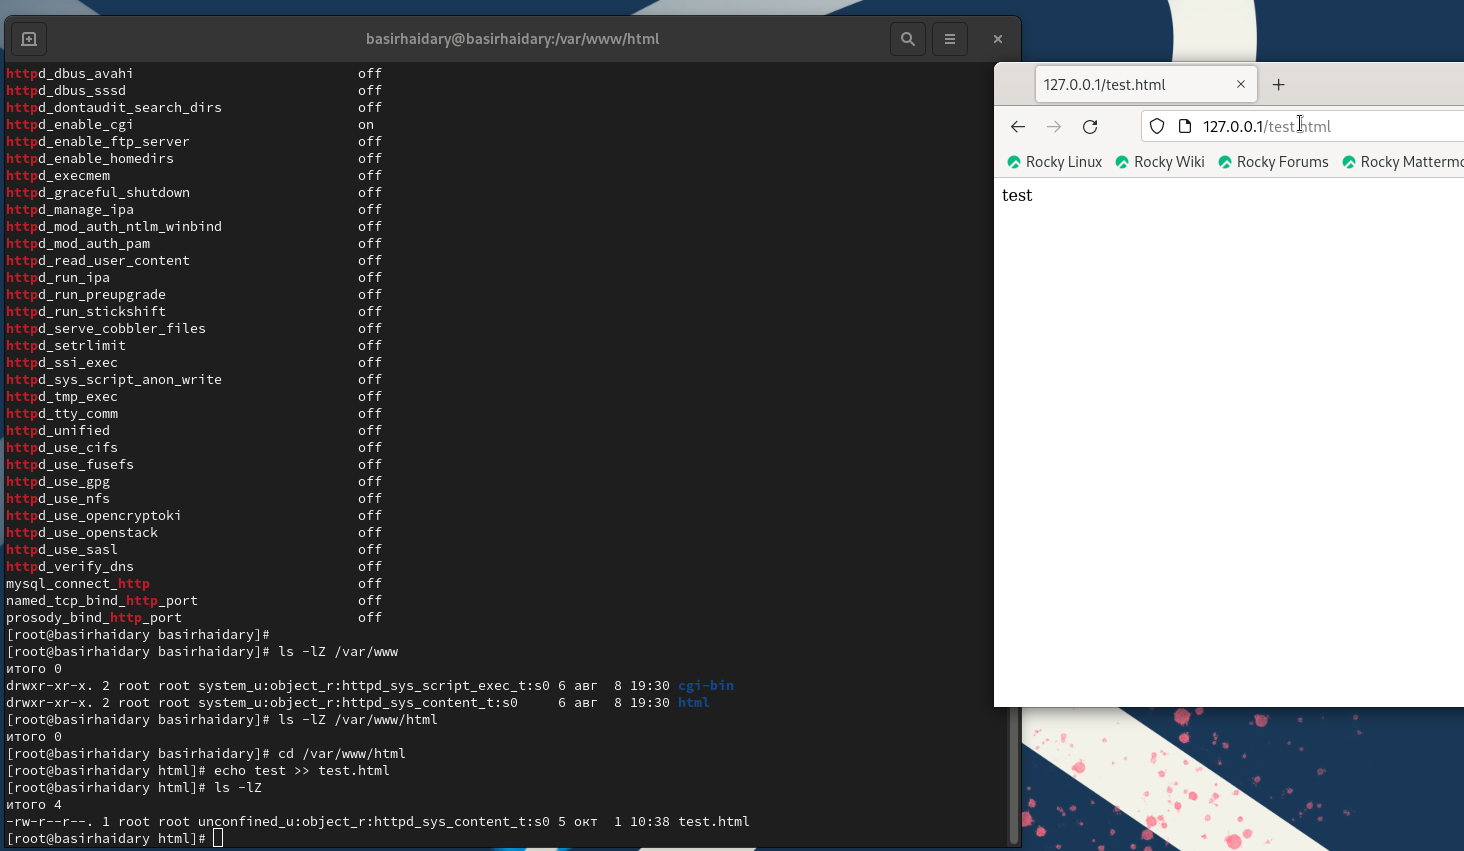 basirhaidary@basirhaidary:/var/www/html
httpd_dbus_avahi off
httpd_dbus_sssd off
httpd_dontaudit_search_dirs off
httpd_enable_cgi on
httpd_enable_ftp_server off
httpd_enable_homedirs off
httpd_execmem off
httpd_graceful_shutdown off
httpd_manage_ipa off
httpd_mod_auth_ntlm_winbind off
httpd_mod_auth_pam off
httpd_read_user_content off
httpd_run_ipa off
httpd_run_preupgrade off
httpd_run_stickshift off
httpd_serve_cobbler_files off
httpd_setrlimit off
httpd_ssi_exec off
httpd_sys_script_anon_write off
httpd_tmp_exec off
httpd_tty_comm off
httpd_unified off
httpd_use_cifs off
httpd_use_fusefs off
httpd_use_gpg off
httpd_use_nfs off
httpd_use_opencryptoki off
httpd_use_openstack off
httpd_use_sasl off
httpd_verify_dns off
mysql_connect_http off
named_tcp_bind_http_port off
prosody_bind_http_port off
[root@basirhaidary basirhaidary]#
[root@basirhaidary basirhaidary]# ls -lZ /var/www
итого 0
drwxr-xr-x. 2 root root system_u:object_r:httpd_sys_script_exec_t:s0 6 авг  8 19:30 cgi-bin
drwxr-xr-x. 2 root root system_u:object_r:httpd_sys_content_t:s0     6 авг  8 19:30 html
[root@basirhaidary basirhaidary]# ls -lZ /var/www/html
итого 0
[root@basirhaidary basirhaidary]# cd /var/www/html
[root@basirhaidary html]# echo test >> test.html
[root@basirhaidary html]# ls -lZ
итого 4
-rw-r--r--. 1 root root unconfined_u:object_r:httpd_sys_content_t:s0 5 окт  1 10:38 test.html
[root@basirhaidary html]#
127.0.0.1/test.html
127.0.0.1/test.html
Rocky Linux Rocky Wiki Rocky Forums Rocky
test